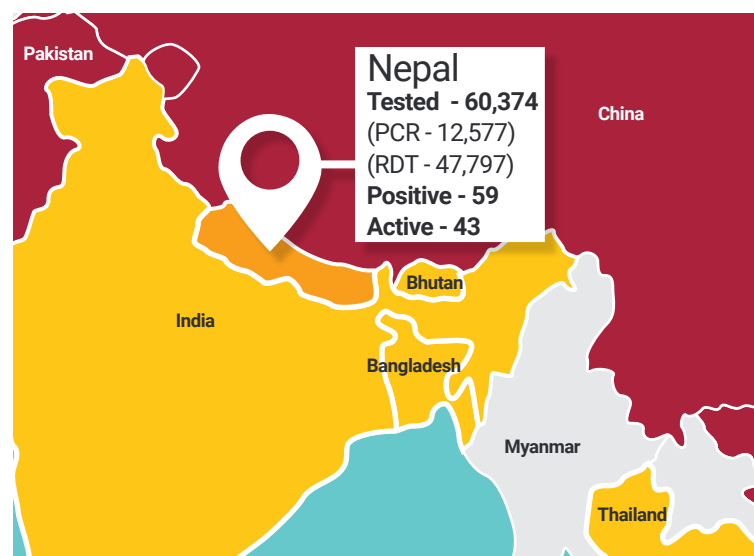 Pakistan
Nepal
Tested - 60,374
(PCR - 12,577)
(RDT - 47,797)
Positive - 59
Active - 43
China
Bhutan
India
Bangladesh
Myanmar
Thailand